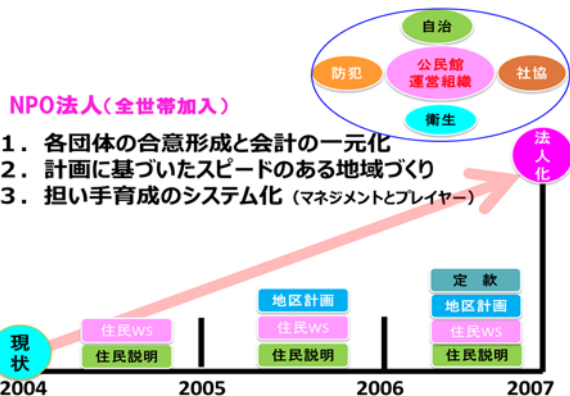 自治
防犯
公民館
運営組織
社協
衛生
NPO法人（全世帯加入）
1．各団体の合意形成と会計の一元化
2．計画に基づいたスピードのある地域づくり
3．担い手育成のシステム化（マネジメントとプレイヤー）
法人化
定 款
地区計画
地区計画
住民WS
住民WS
住民WS
住民説明
住民説明
住民説明
現状
2004
2005
2006
2007